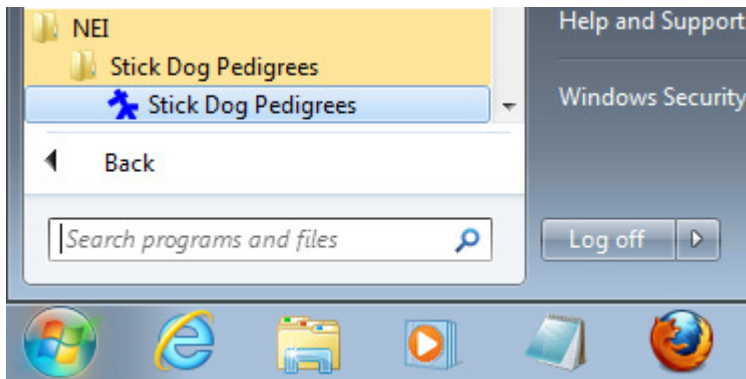 NEI
Stick Dog Pedigrees
Stick Dog Pedigrees
Back
Search programs and files
Help and Support
Windows Security
Log off